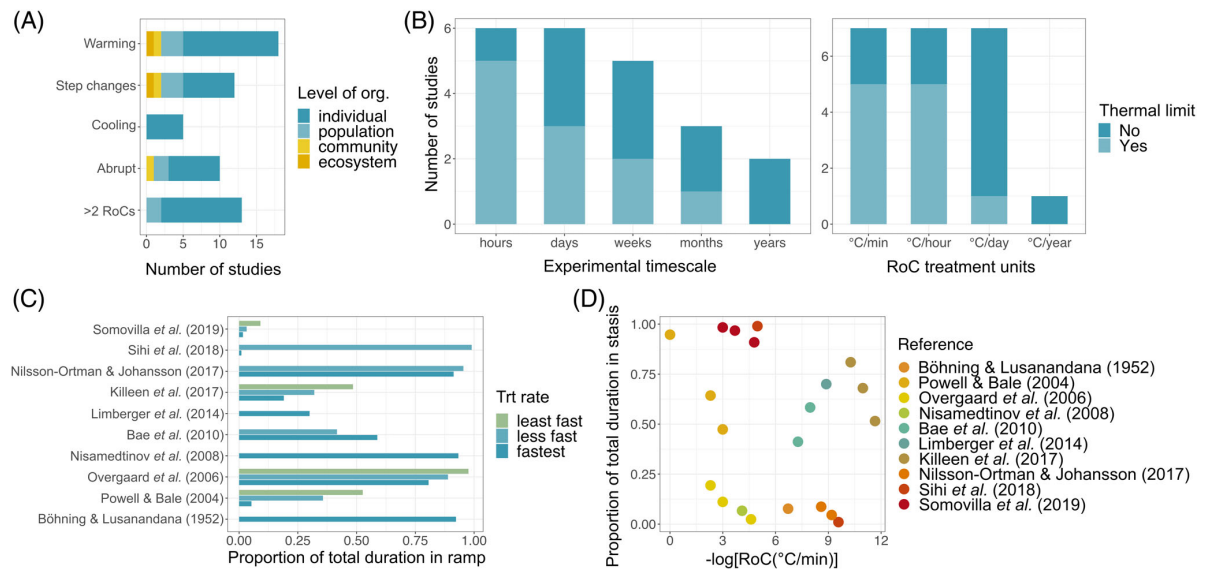 (A)
Warming
Step changes
Cooling
Abrupt
>2 RoCs
0 5 10 15
Number of studies
Level of org.
individual
population
community
ecosystem
(B)
Number of studies
6
4
2
0
hours days weeks months years
Experimental timescale
6
4
2
0
°C/min °C/hour °C/day °C/year
RoC treatment units
Thermal limit
No
Yes
(C)
Somovilla et al. (2019)
Sihi et al. (2018)
Nilsson-Ortman & Johansson (2017)
Killeen et al. (2017)
Limberger et al. (2014)
Bae et al. (2010)
Nisamedtinov et al. (2008)
Overgaard et al. (2006)
Powell & Bale (2004)
Böhning & Lusanandana (1952)
0.00 0.25 0.50 0.75 1.00
Proportion of total duration in ramp
Trt rate
least fast
less fast
fastest
(D)
Proportion of total duration in stasis
1.00
0.75
0.50
0.25
0.00
0 3 6 9 12
-log[RoC(°C/min)]
Reference
Böhning & Lusanandana (1952)
Powell & Bale (2004)
Overgaard et al. (2006)
Nisamedtinov et al. (2008)
Bae et al. (2010)
Limberger et al. (2014)
Killeen et al. (2017)
Nilsson-Ortman & Johansson (2017)
Sihi et al. (2018)
Somovilla et al. (2019)